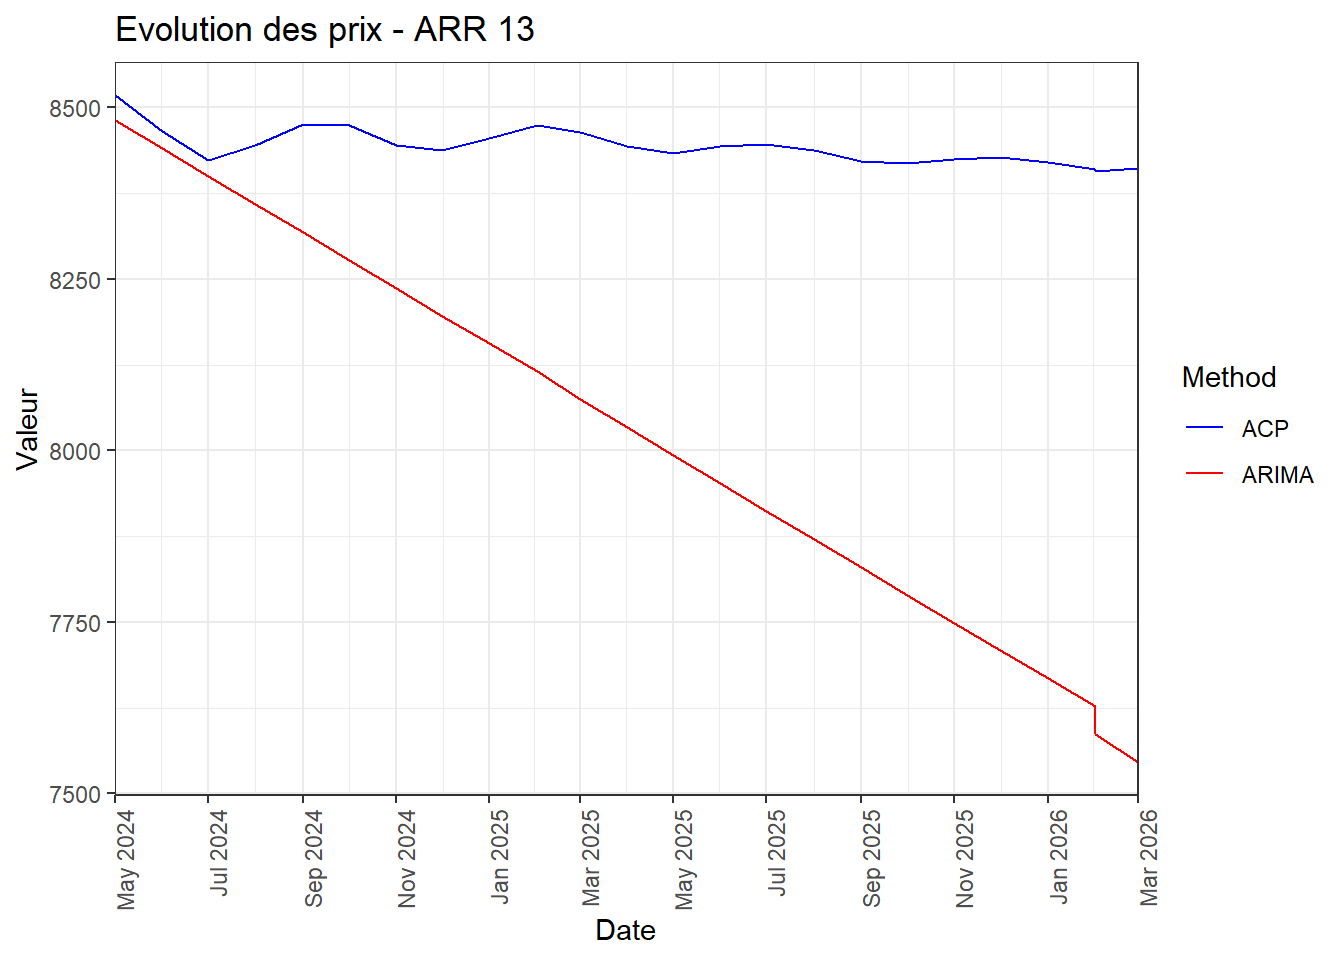 Evolution des prix - ARR 13
Valeur
8500
8250
8000
7750
7500
May 2024
Jul 2024
Sep 2024
Nov 2024
Jan 2025
Mar 2025
May 2025
Jul 2025
Sep 2025
Nov 2025
Jan 2026
Mar 2026
Date
Method
ACP
ARIMA